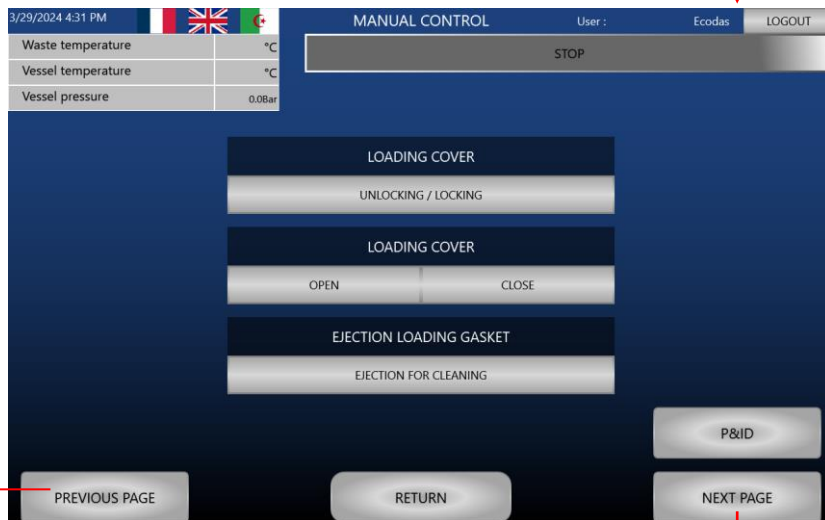 3/29/2024 4:31 PM MANUAL CONTROL User : Ecodas LOGOUT
Waste temperature °C
STOP
Vessel temperature °C
Vessel pressure 0.0Bar
LOADING COVER
UNLOCKING / LOCKING
LOADING COVER
OPEN CLOSE
EJECTION LOADING GASKET
EJECTION FOR CLEANING
P&ID
PREVIOUS PAGE RETURN NEXT PAGE